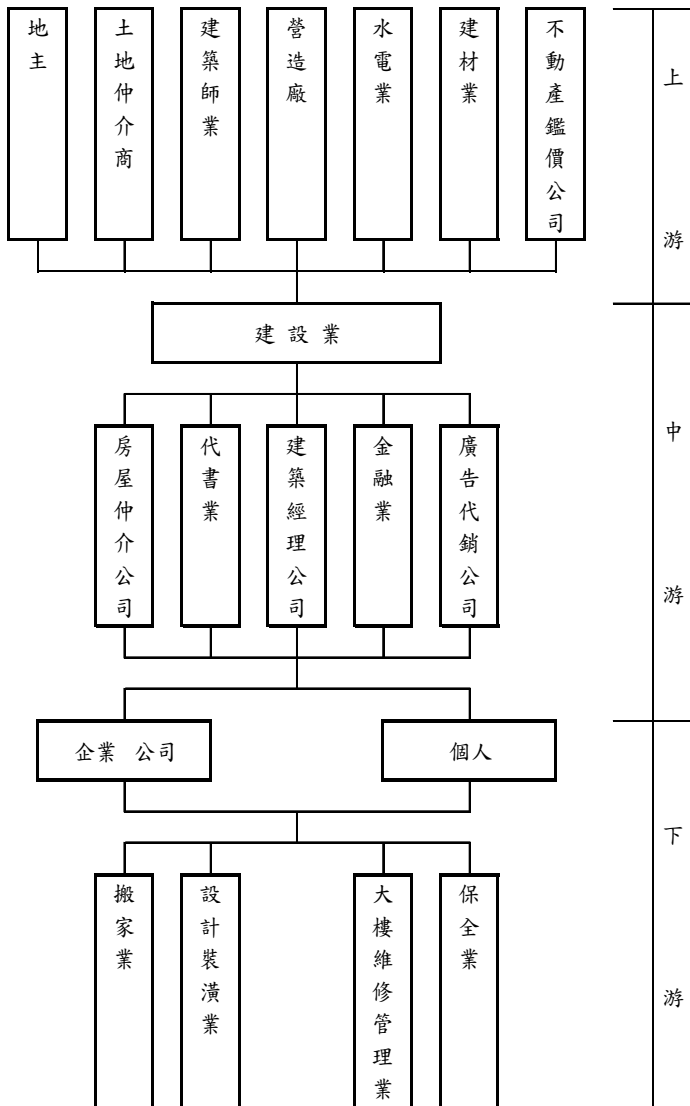 地主
土地仲介商
建築師業
營造廠
水電業
建材業
不動產鑑價公司
上游
建設業
房屋仲介公司
代書業
建築經理公司
金融業
廣告代銷公司
中游
企業 公司
個人
搬家業
設計裝潢業
大樓維修管理業
保全業
下游